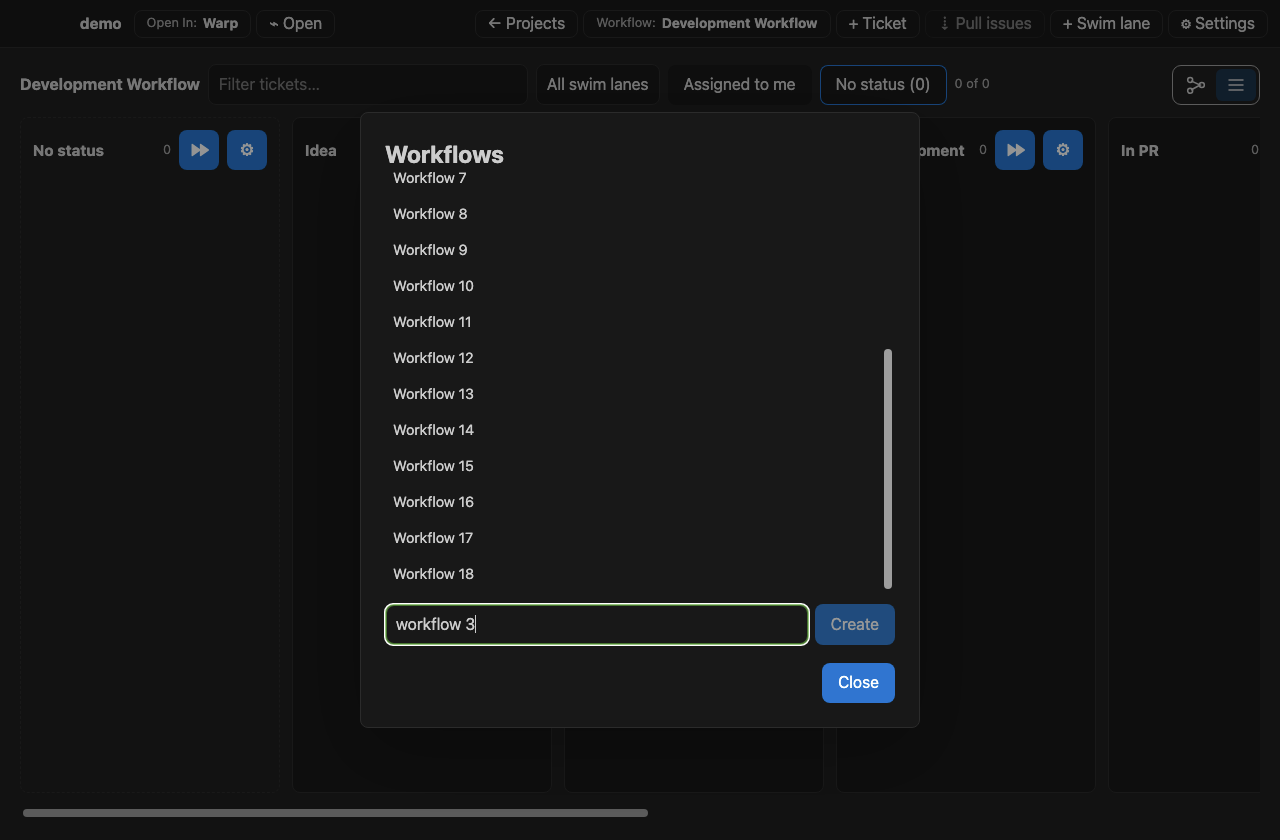 demo Open In: Warp ⌁ Open ← Projects Workflow: Development Workflow + Ticket ⇣ Pull issues + Swim lane ⚙ Settings
Development Workflow Filter tickets... All swim lanes Assigned to me No status (0) 0 of 0
No status 0 Idea pment 0 In PR 0
Workflows
Workflow 7
Workflow 8
Workflow 9
Workflow 10
Workflow 11
Workflow 12
Workflow 13
Workflow 14
Workflow 15
Workflow 16
Workflow 17
Workflow 18
workflow 3 Create
Close